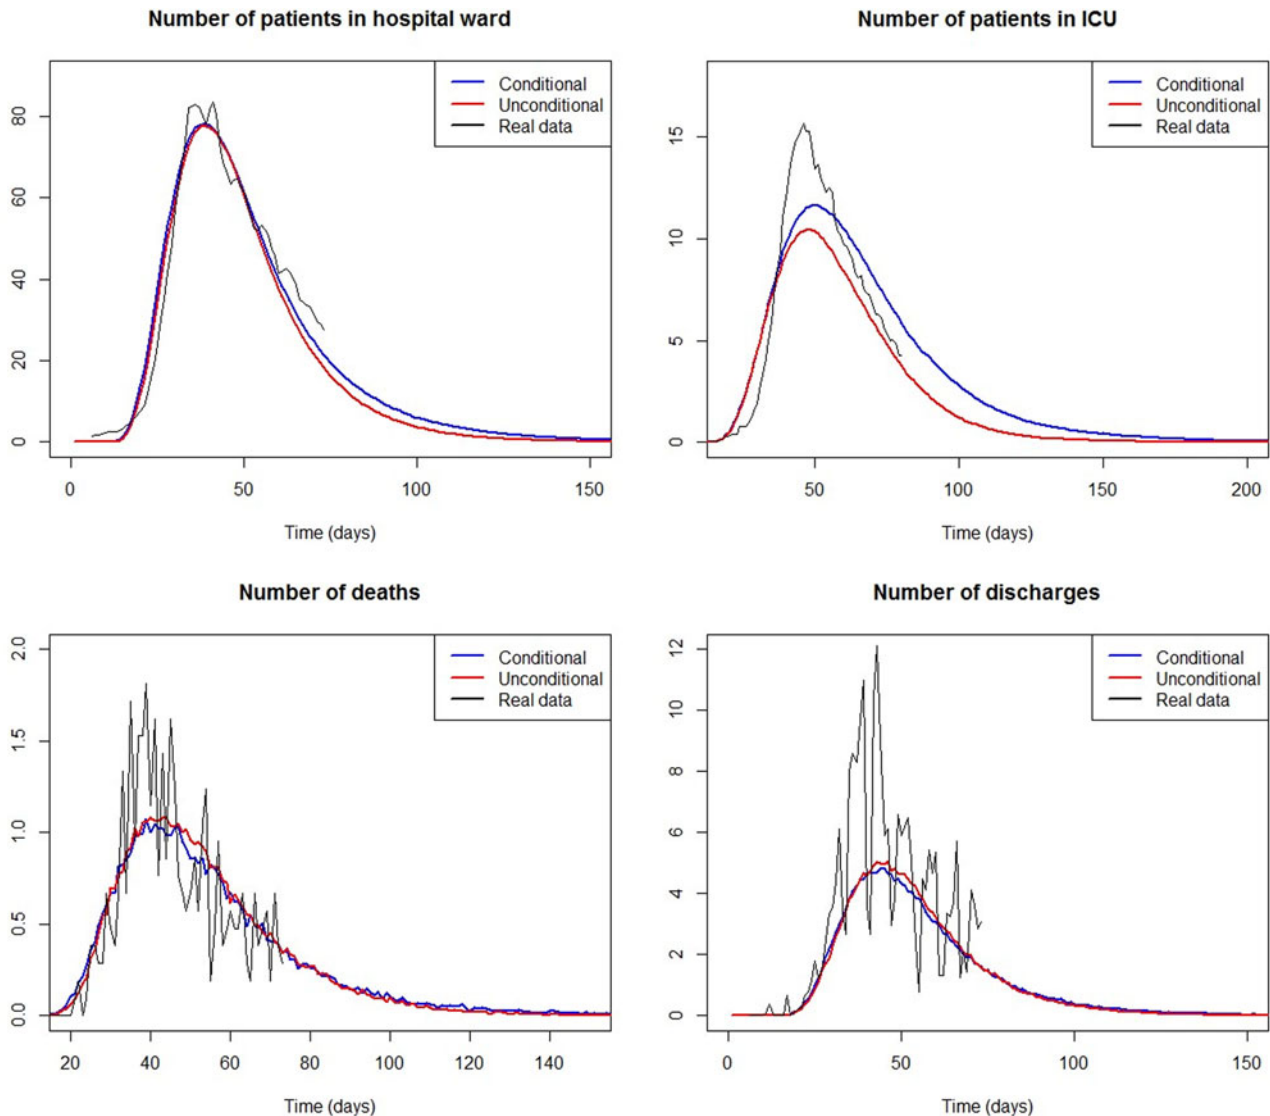 Number of patients in hospital ward
Conditional
Unconditional
Real data
80
60
40
20
0
0 50 100 150
Time (days)
Number of patients in ICU
Conditional
Unconditional
Real data
15
10
5
0
50 100 150 200
Time (days)
Number of deaths
Conditional
Unconditional
Real data
2.0
1.5
1.0
0.5
0.0
20 40 60 80 100 120 140
Time (days)
Number of discharges
Conditional
Unconditional
Real data
12
10
8
6
4
2
0
0 50 100 150
Time (days)